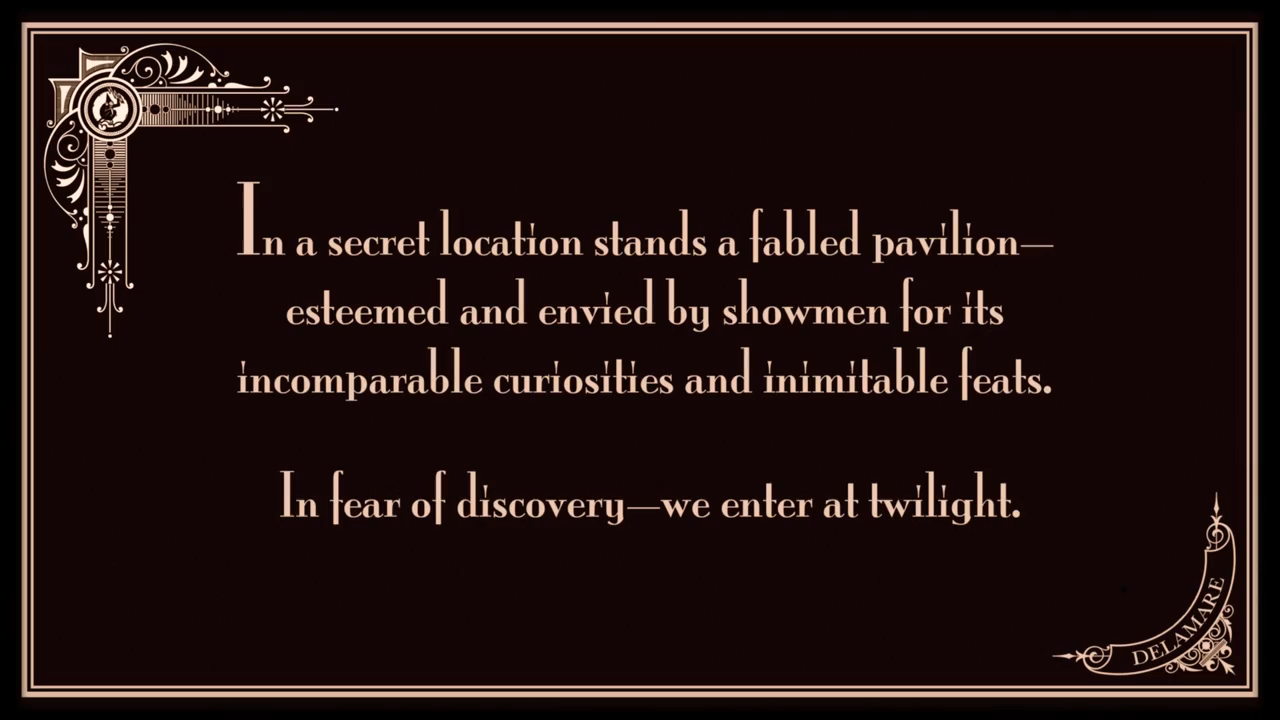 In a secret location stands a fabled pavilion—
esteemed and envied by showmen for its
incomparable curiosities and inimitable feats.
In fear of discovery—we enter at twilight.
DELAMARE